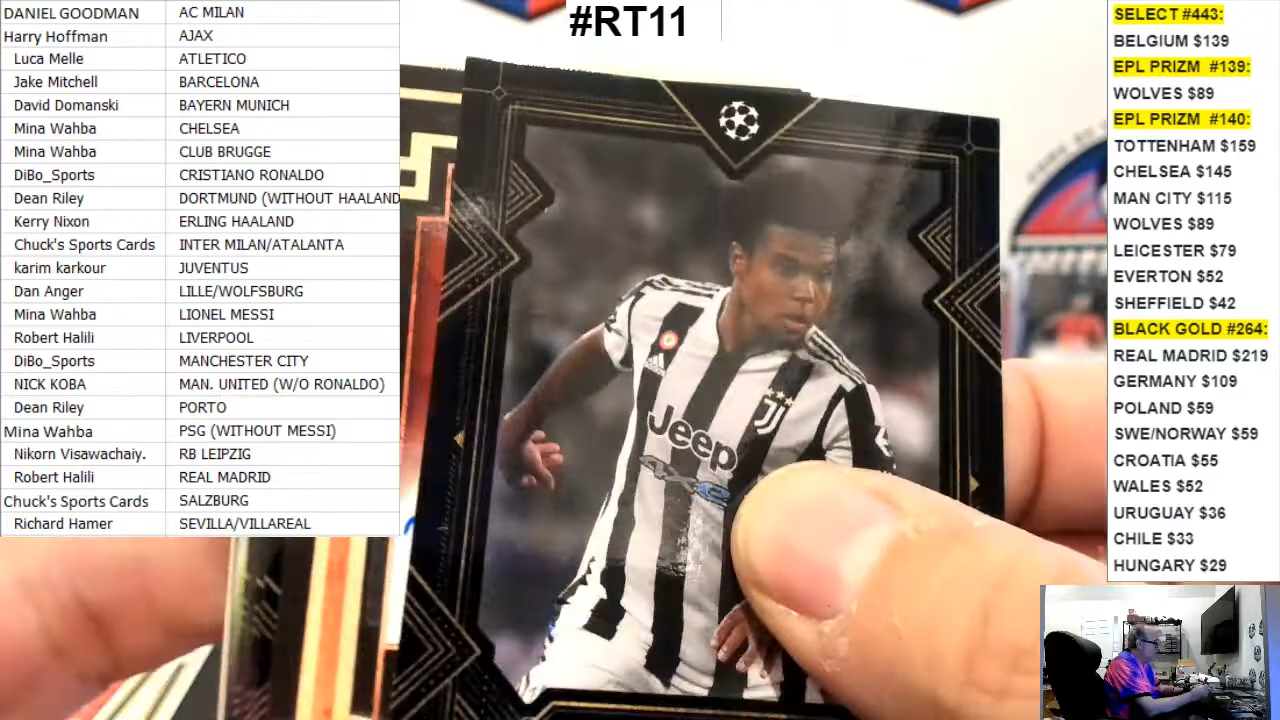 #RT11
DANIEL GOODMAN AC MILAN
Harry Hoffman AJAX
Luca Melle ATLETICO
Jake Mitchell BARCELONA
David Domanski BAYERN MUNICH
Mina Wahba CHELSEA
Mina Wahba CLUB BRUGGE
DiBo_Sports CRISTIANO RONALDO
Dean Riley DORTMUND (WITHOUT HAALAND
Kerry Nixon ERLING HAALAND
Chuck's Sports Cards INTER MILAN/ATALANTA
karim karkour JUVENTUS
Dan Anger LILLE/WOLFSBURG
Mina Wahba LIONEL MESSI
Robert Halili LIVERPOOL
DiBo_Sports MANCHESTER CITY
NICK KOBA MAN. UNITED (W/O RONALDO)
Dean Riley PORTO
Mina Wahba PSG (WITHOUT MESSI)
Nikorn Visawachaiy. RB LEIPZIG
Robert Halili REAL MADRID
Chuck's Sports Cards SALZBURG
Richard Hamer SEVILLA/VILLAREAL
Jeep
4xe
SELECT #443:
BELGIUM $139
EPL PRIZM #139:
WOLVES $89
EPL PRIZM #140:
TOTTENHAM $159
CHELSEA $145
MAN CITY $115
WOLVES $89
LEICESTER $79
EVERTON $52
SHEFFIELD $42
BLACK GOLD #264:
REAL MADRID $219
GERMANY $109
POLAND $59
SWE/NORWAY $59
CROATIA $55
WALES $52
URUGUAY $36
CHILE $33
HUNGARY $29